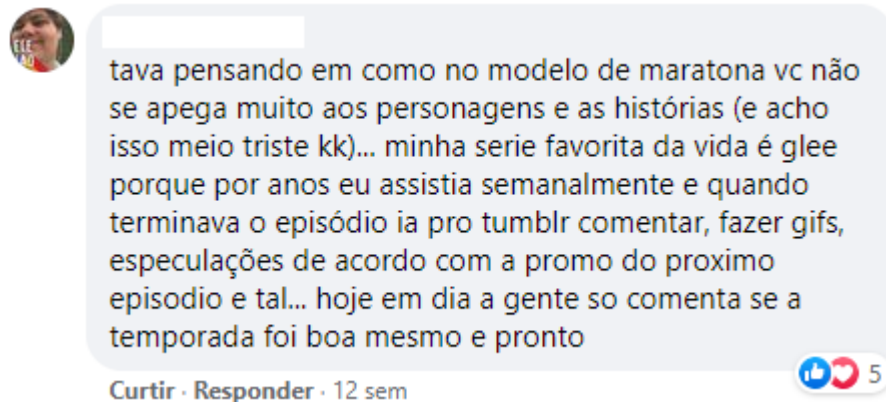 ELE
tava pensando em como no modelo de maratona vc não
se apega muito aos personagens e as histórias (e acho
isso meio triste kk)... minha serie favorita da vida é glee
porque por anos eu assistia semanalmente e quando
terminava o episódio ia pro tumblr comentar, fazer gifs,
especulações de acordo com a promo do proximo
episodio e tal... hoje em dia a gente so comenta se a
temporada foi boa mesmo e pronto
5
Curtir · Responder · 12 sem